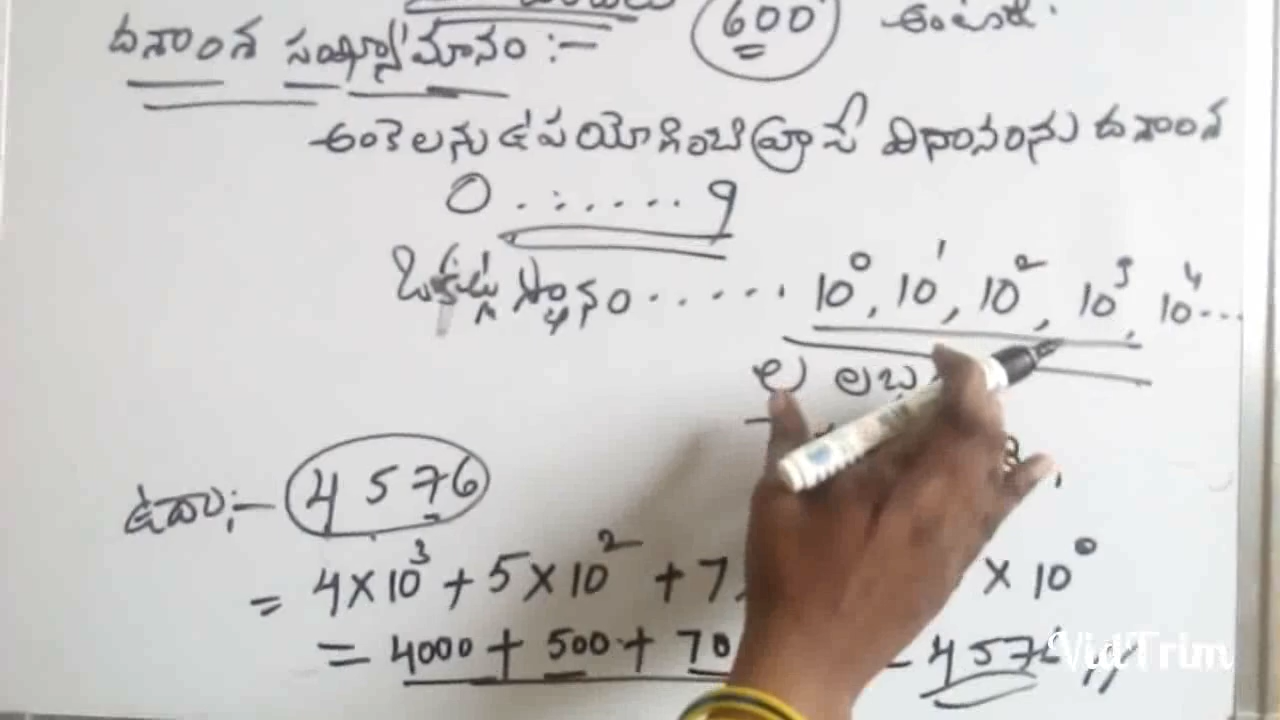 600 అంటారు.
దశాంశ సంఖ్యామానం :-
అంకెలను ఉపయోగించి వ్రాసే విధానంను దశాంశ
0 . . . . . . . 9
ఒకట్ల స్థానం . . . . . . 10⁰, 10¹, 10², 10³, 10⁴...
ఉదా:- 4576
= 4×10³ + 5×10² + 7 × 10⁰
= 4000 + 500 + 70 4576
VidTrim